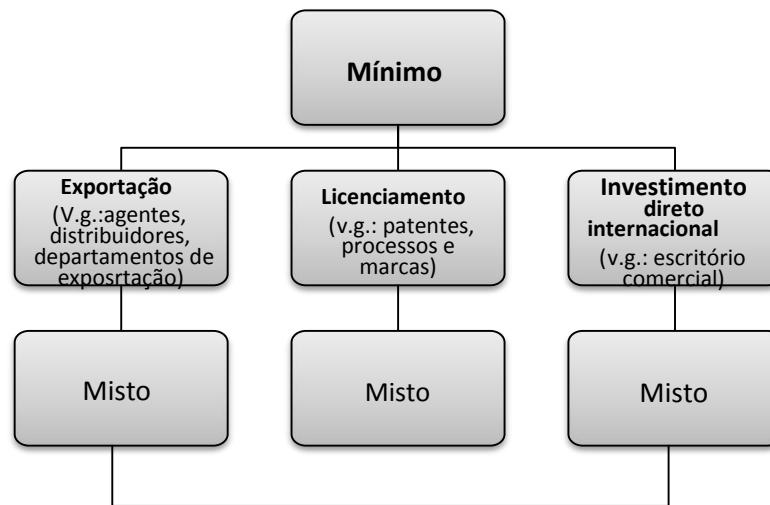 Mínimo
Exportação
(V.g.:agentes,
distribuidores,
departamentos de
exposrtação)
Licenciamento
(v.g.: patentes,
processos e
marcas)
Investimento
direto
internacional
(v.g.: escritório
comercial)
Misto
Misto
Misto